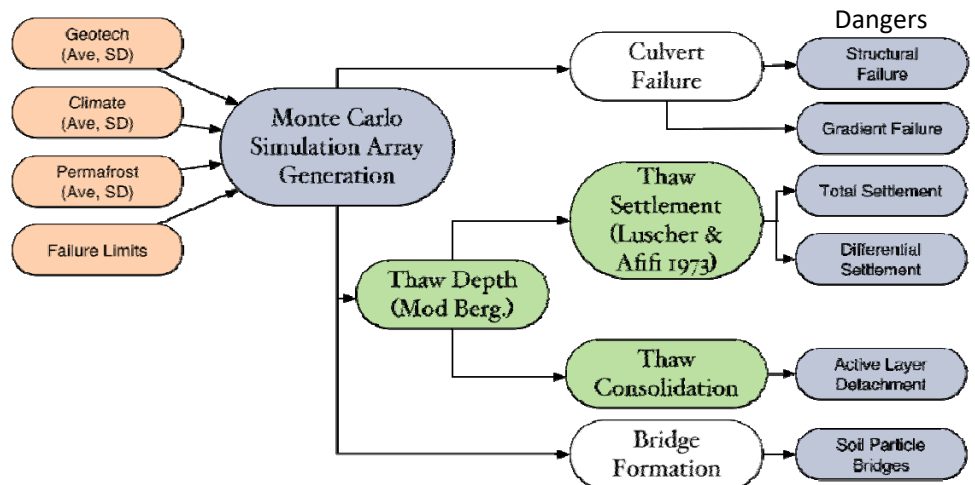 Dangers
Geotech
(Ave, SD)
Climate
(Ave, SD)
Permafrost
(Ave, SD)
Failure Limits
Monte Carlo
Simulation Array
Generation
Culvert
Failure
Structural
Failure
Gradient Failure
Thaw Depth
(Mod Berg.)
Thaw
Settlement
(Luscher &
Afifi 1973)
Total Settlement
Differential
Settlement
Thaw
Consolidation
Active Layer
Detachment
Bridge
Formation
Soil Particle
Bridges